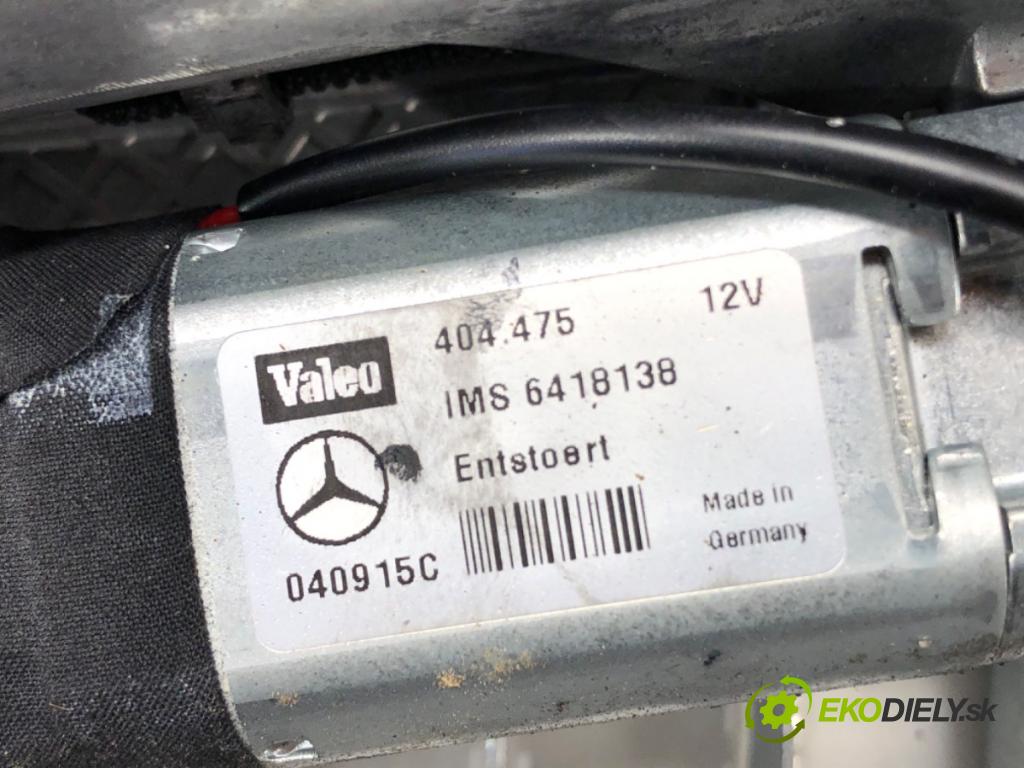 404.475 12V
Valeo
IMS 6418138
Entstoert
Made in
Germany
040915C
EKODIELY.sk